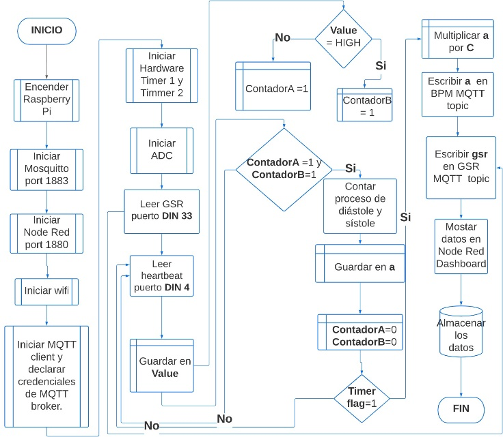 INICIO
Encender
Raspberry
Pi
Iniciar
Mosquitto
port 1883
Iniciar
Node Red
port 1880
Iniciar wifi
Iniciar MQTT
client y
declarar
credenciales
de MQTT
broker.
Iniciar
Hardware
Timer 1 y
Timmer 2
Iniciar
ADC
Leer GSR
puerto DIN 33
Leer
heartbeat
puerto DIN 4
Guardar en
Value
No
Value
= HIGH
Si
ContadorA =1
ContadorB
= 1
ContadorA =1 y
ContadorB=1
Si
No
Contar
proceso de
diástole y
sístole
Guardar en a
ContadorA=0
ContadorB=0
Timer
flag=1
No
Si
Multiplicar a
por C
Escribir a en
BPM MQTT
topic
Escribir gsr
en GSR
MQTT topic
Mostar
datos en
Node Red
Dashboard
Almacenar
los
datos
FIN